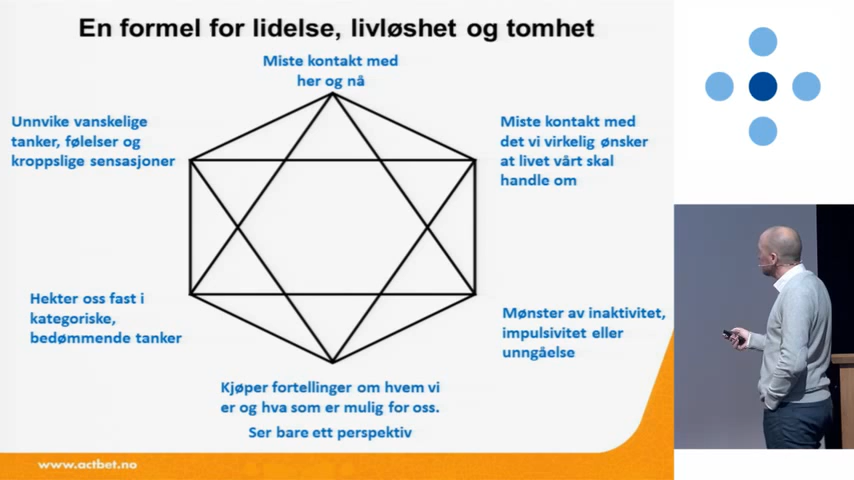 En formel for lidelse, livløshet og tomhet
Miste kontakt med
her og nå
Unnvike vanskelige
tanker, følelser og
kroppslige sensasjoner
Miste kontakt med
det vi virkelig ønsker
at livet vårt skal
handle om
Hekter oss fast i
kategoriske,
bedømmende tanker
Mønster av inaktivitet,
impulsivitet eller
unngåelse
Kjøper fortellinger om hvem vi
er og hva som er mulig for oss.
Ser bare ett perspektiv
www.actbet.no